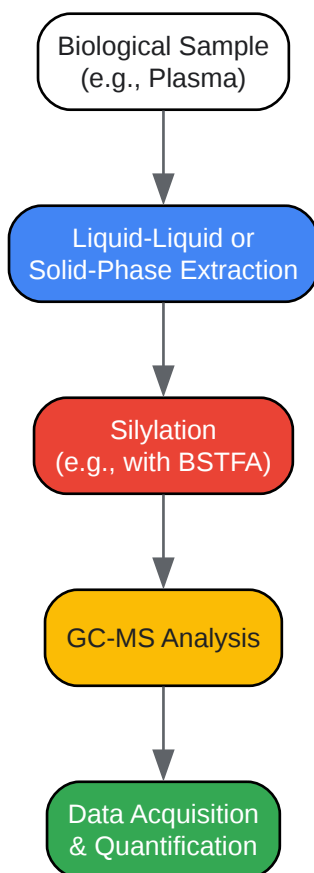 Biological Sample
(e.g., Plasma)
Liquid-Liquid or
Solid-Phase Extraction
Silylation
(e.g., with BSTFA)
GC-MS Analysis
Data Acquisition
& Quantification